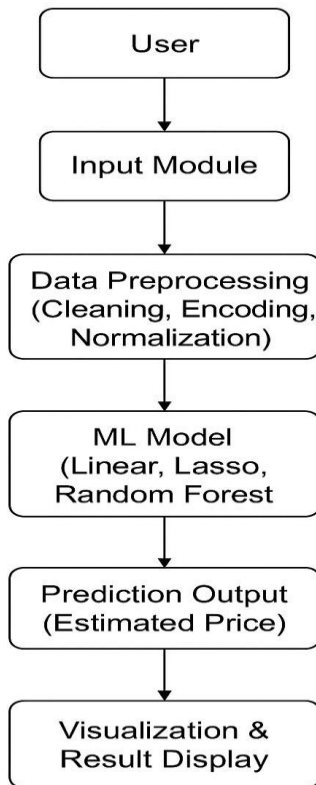 User
Input Module
Data Preprocessing
(Cleaning, Encoding,
Normalization)
ML Model
(Linear, Lasso,
Random Forest
Prediction Output
(Estimated Price)
Visualization &
Result Display